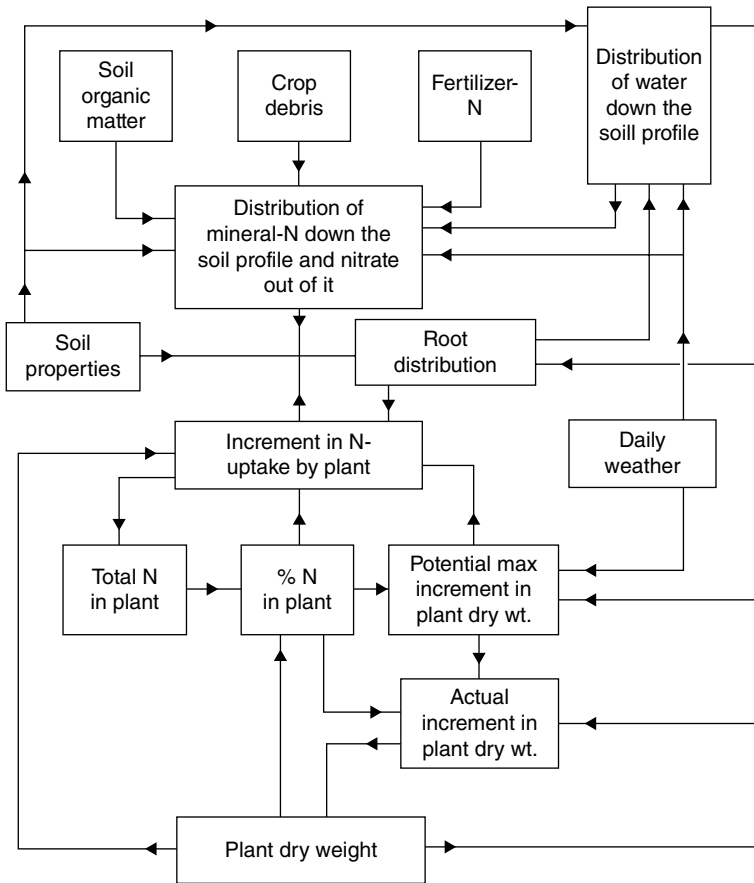 Soil
organic
matter
Crop
debris
Fertilizer-
N
Distribution
of water
down the
soill profile
Distribution of
mineral-N down the
soil profile and nitrate
out of it
Soil
properties
Root
distribution
Increment in N-
uptake by plant
Daily
weather
Total N
in plant
% N
in plant
Potential max
increment in
plant dry wt.
Actual
increment in
plant dry wt.
Plant dry weight